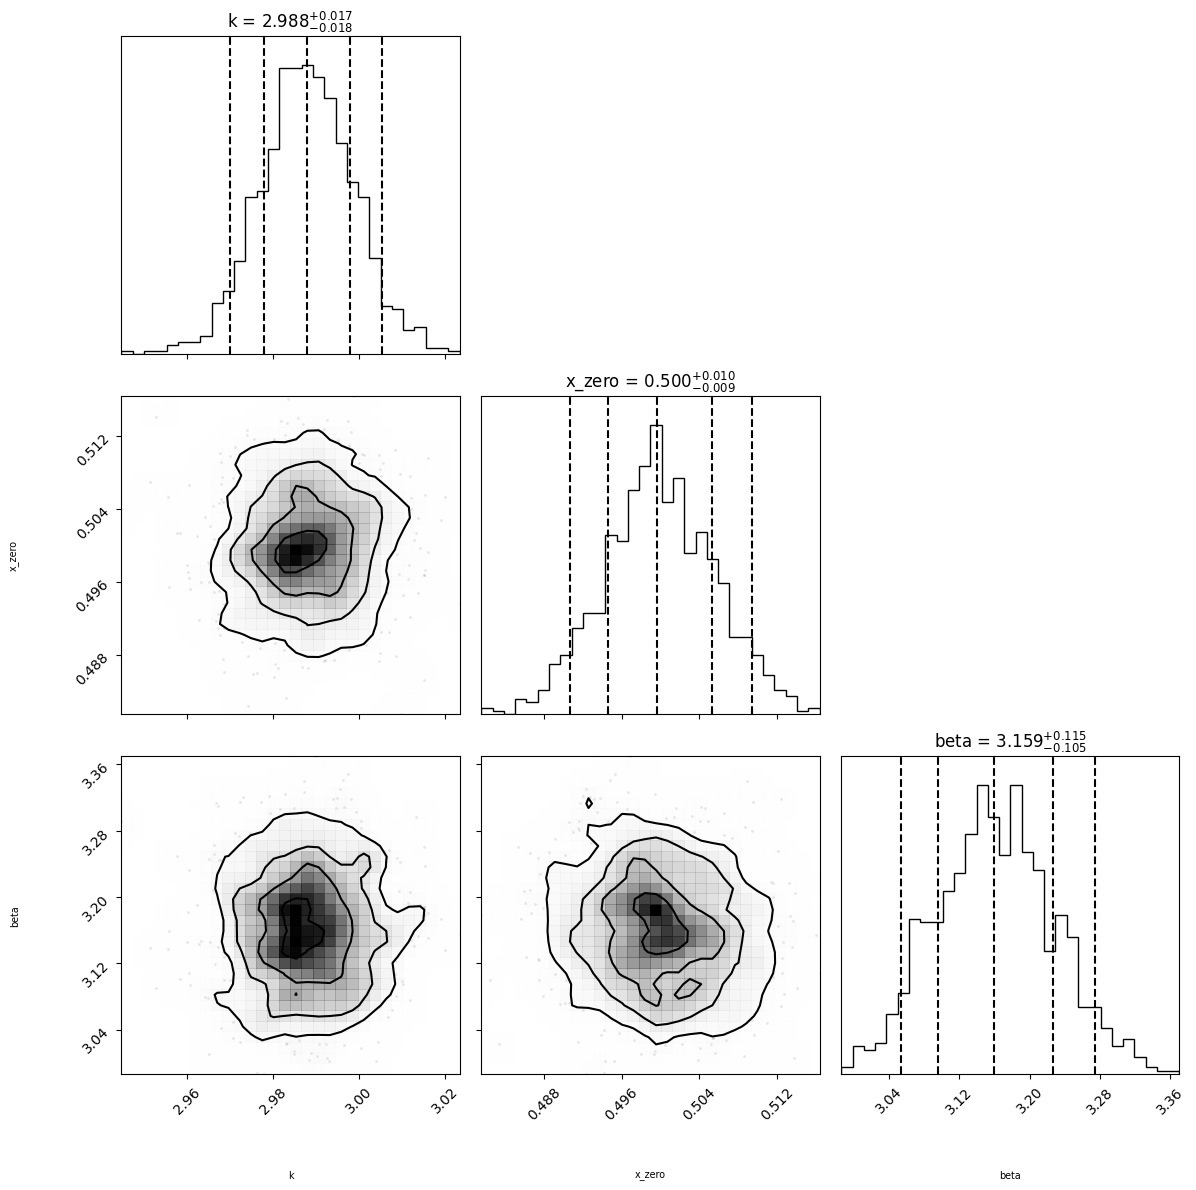 k = 2.988+0.017 −0.018
0.512
0.504
0.496
0.488
x_zero
x_zero = 0.500+0.010 −0.009
3.36
3.28
3.20
3.12
3.04
beta
beta = 3.159+0.115 −0.105
2.96 2.98 3.00 3.02
0.488 0.496 0.504 0.512
3.04 3.12 3.20 3.28 3.36
k x_zero beta